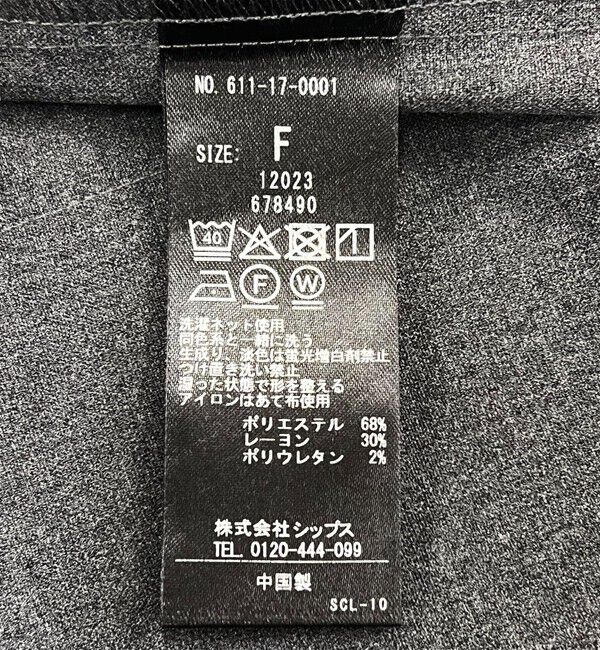 NO. 611-17-0001
SIZE: F
12023
678490
40
F W
洗濯ネット使用
同色系と一緒に洗う
生成り、淡色は蛍光増白剤禁止
つけ置き洗い禁止
湿った状態で形を整える
アイロンはあて布使用
ポリエステル 68%
レーヨン 30%
ポリウレタン 2%
株式会社シップス
TEL. 0120-444-099
中国製
SCL-10